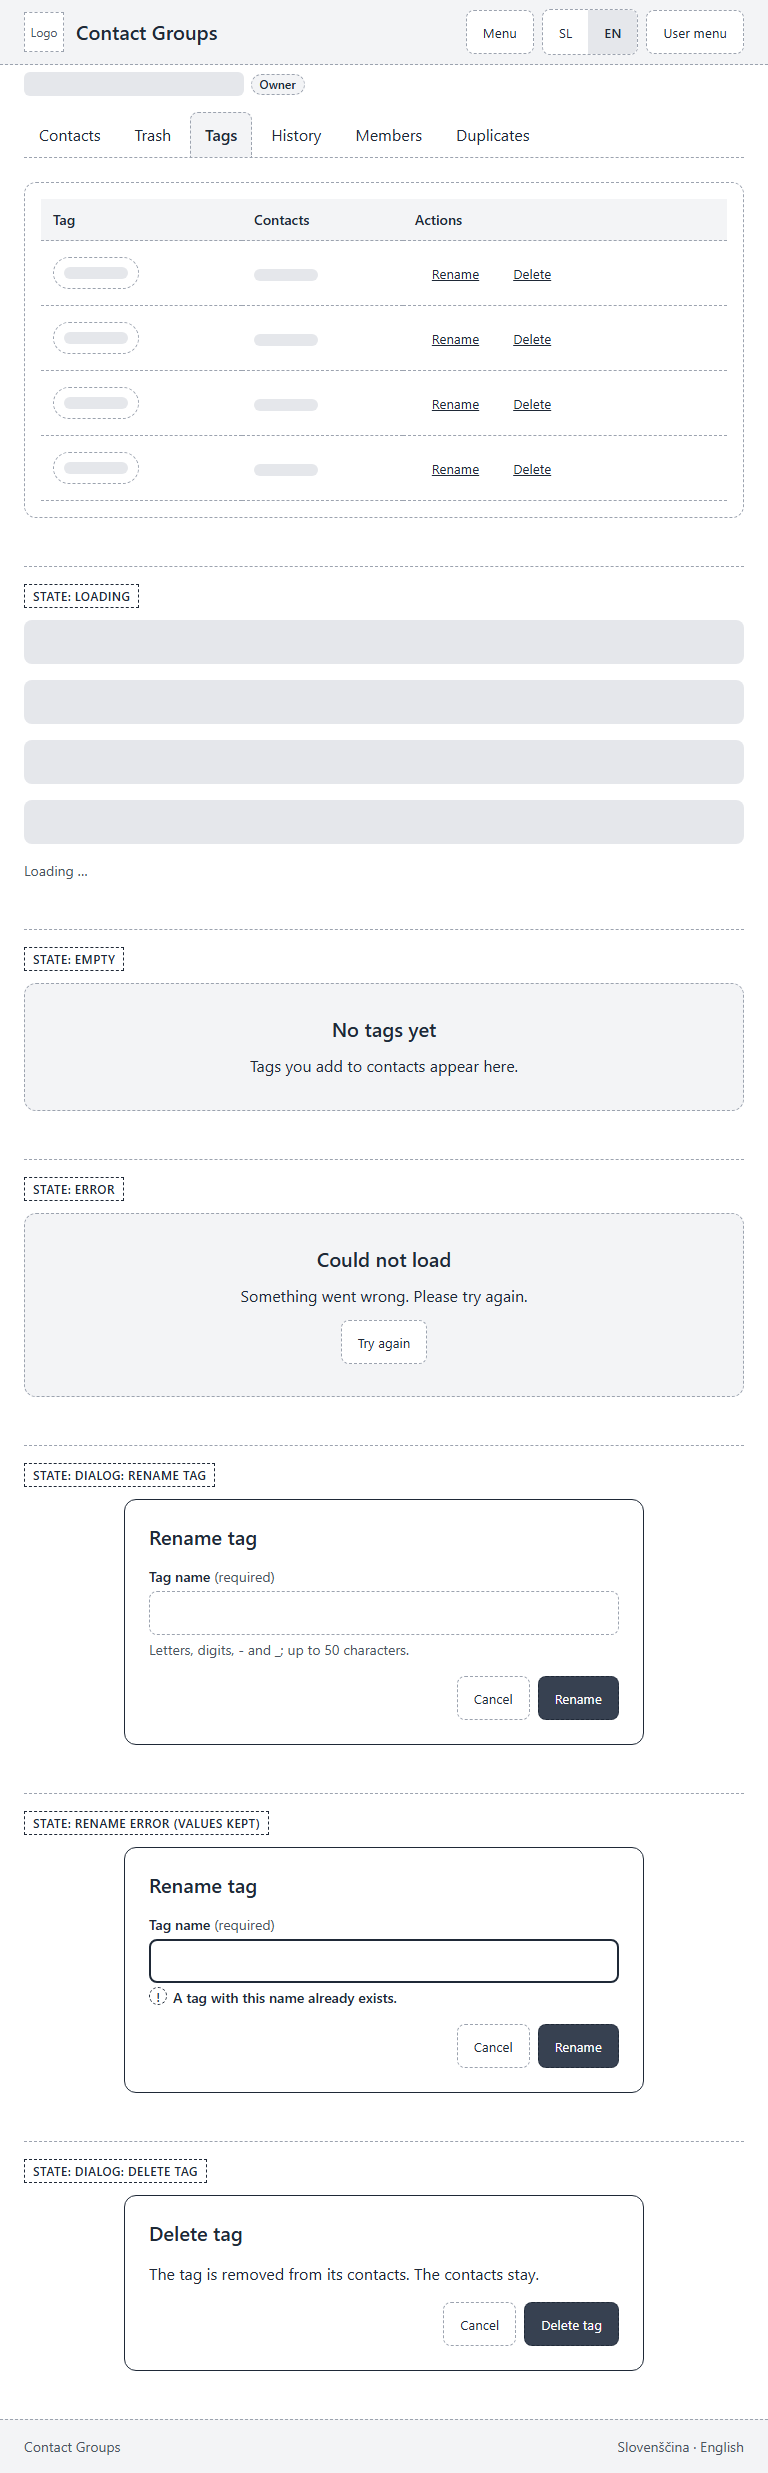 Logo Contact Groups Menu SL EN User menu
Owner
Contacts Trash Tags History Members Duplicates
Tag Contacts Actions
Rename Delete
Rename Delete
Rename Delete
Rename Delete
STATE: LOADING
Loading ...
STATE: EMPTY
No tags yet
Tags you add to contacts appear here.
STATE: ERROR
Could not load
Something went wrong. Please try again.
Try again
STATE: DIALOG: RENAME TAG
Rename tag
Tag name (required)
Letters, digits, - and _; up to 50 characters.
Cancel Rename
STATE: RENAME ERROR (VALUES KEPT)
Rename tag
Tag name (required)
! A tag with this name already exists.
Cancel Rename
STATE: DIALOG: DELETE TAG
Delete tag
The tag is removed from its contacts. The contacts stay.
Cancel Delete tag
Contact Groups Slovenščina · English